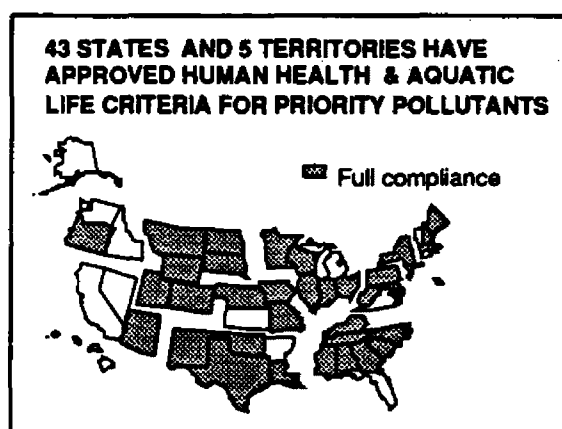 43 STATES AND 5 TERRITORIES HAVE
APPROVED HUMAN HEALTH & AQUATIC
LIFE CRITERIA FOR PRIORITY POLLUTANTS
Full compliance